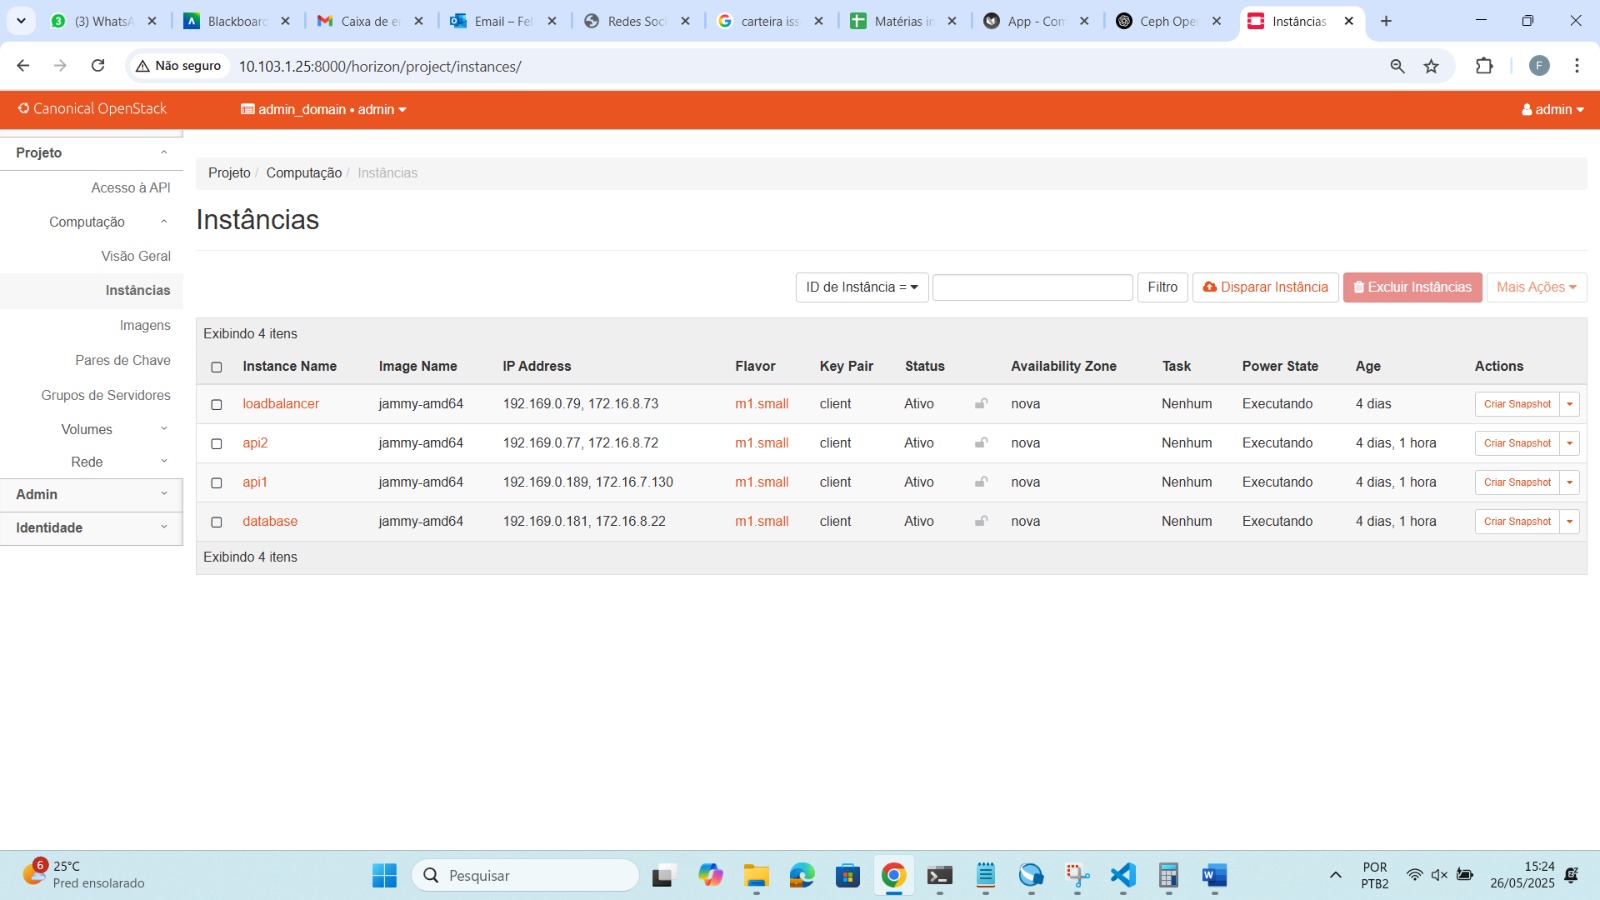 (3) WhatsA
Blackboard
Caixa de e
Email – Fel
Redes Soci
carteira iss
Matérias in
App - Con
Ceph Ope
Instâncias
Não seguro
10.103.1.25:8000/horizon/project/instances/
F
Canonical OpenStack
admin_domain • admin
admin
Projeto
Acesso à API
Computação
Visão Geral
Instâncias
Imagens
Pares de Chave
Grupos de Servidores
Volumes
Rede
Admin
Identidade
Projeto / Computação / Instâncias
Instâncias
ID de Instância = Filtro Disparar Instância Excluir Instâncias Mais Ações
Exibindo 4 itens
Instance Name Image Name IP Address Flavor Key Pair Status Availability Zone Task Power State Age Actions
loadbalancer jammy-amd64 192.169.0.79, 172.16.8.73 m1.small client Ativo nova Nenhum Executando 4 dias Criar Snapshot
api2 jammy-amd64 192.169.0.77, 172.16.8.72 m1.small client Ativo nova Nenhum Executando 4 dias, 1 hora Criar Snapshot
api1 jammy-amd64 192.169.0.189, 172.16.7.130 m1.small client Ativo nova Nenhum Executando 4 dias, 1 hora Criar Snapshot
database jammy-amd64 192.169.0.181, 172.16.8.22 m1.small client Ativo nova Nenhum Executando 4 dias, 1 hora Criar Snapshot
Exibindo 4 itens
6
25°C
Pred ensolarado
Pesquisar
POR
PTB2
15:24
26/05/2025